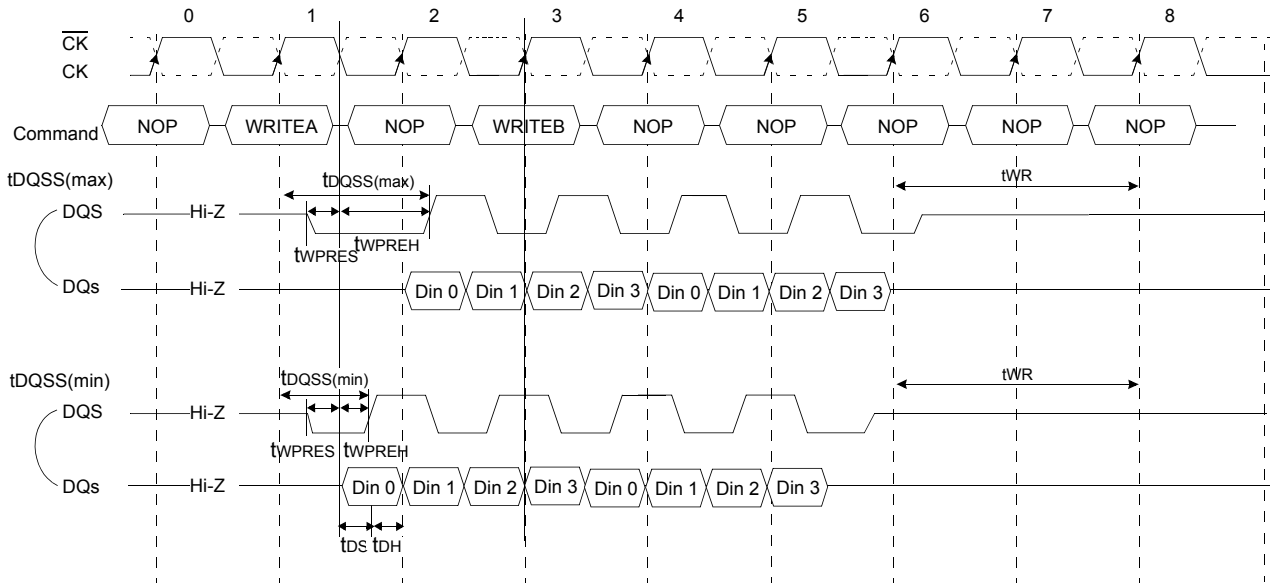 0 1 2 3 4 5 6 7 8
CK
CK
Command NOP WRITEA NOP WRITEB NOP NOP NOP NOP NOP
tDQSS(max)
tDQSS(max) tWR
DQS Hi-Z
tWPRES tWPREH
DQs Hi-Z Din 0 Din 1 Din 2 Din 3 Din 0 Din 1 Din 2 Din 3
tDQSS(min)
tDQSS(min) tWR
DQS Hi-Z
tWPRES tWPREH
DQs Hi-Z Din 0 Din 1 Din 2 Din 3 Din 0 Din 1 Din 2 Din 3
tDS tDH